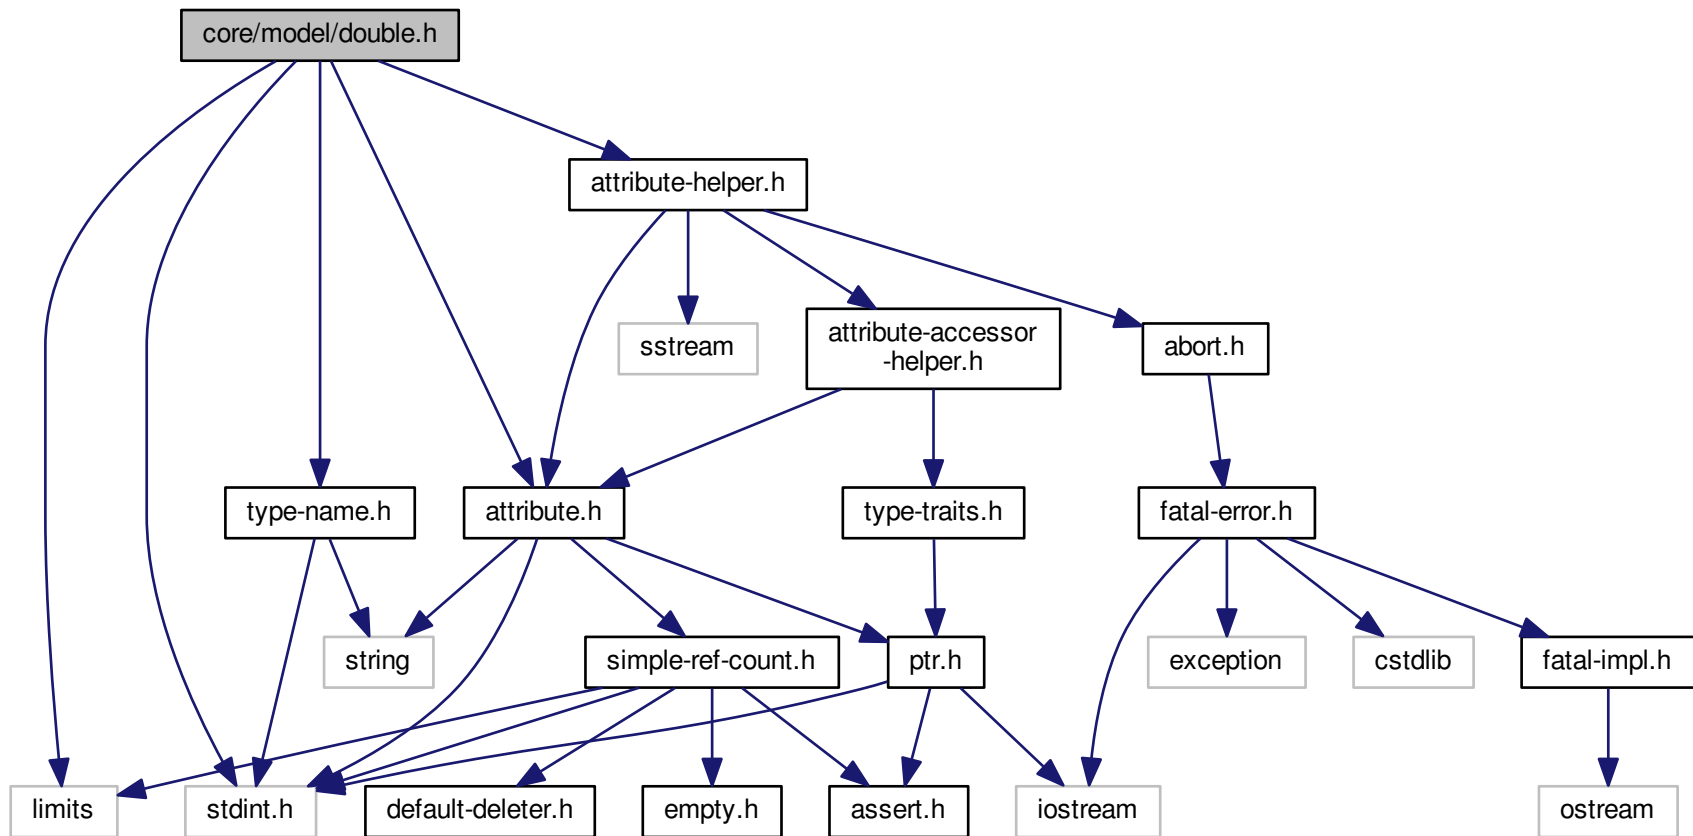 core/model/double.h
attribute-helper.h
sstream
attribute-accessor
-helper.h
abort.h
type-name.h
attribute.h
type-traits.h
fatal-error.h
string
simple-ref-count.h
ptr.h
exception
cstdlib
fatal-impl.h
limits
stdint.h
default-deleter.h
empty.h
assert.h
iostream
ostream